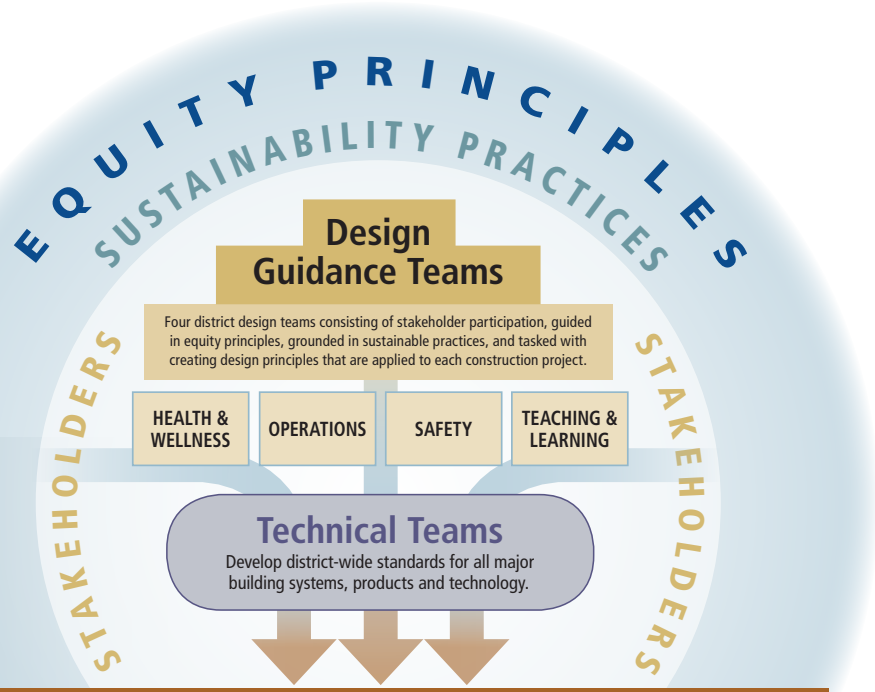 EQUITY PRINCIPLES
SUSTAINABILITY PRACTICES
STAKEHOLDERS
STAKEHOLDERS
Design
Guidance Teams
Four district design teams consisting of stakeholder participation, guided
in equity principles, grounded in sustainable practices, and tasked with
creating design principles that are applied to each construction project.
HEALTH &
WELLNESS
OPERATIONS
SAFETY
TEACHING &
LEARNING
Technical Teams
Develop district-wide standards for all major
building systems, products and technology.